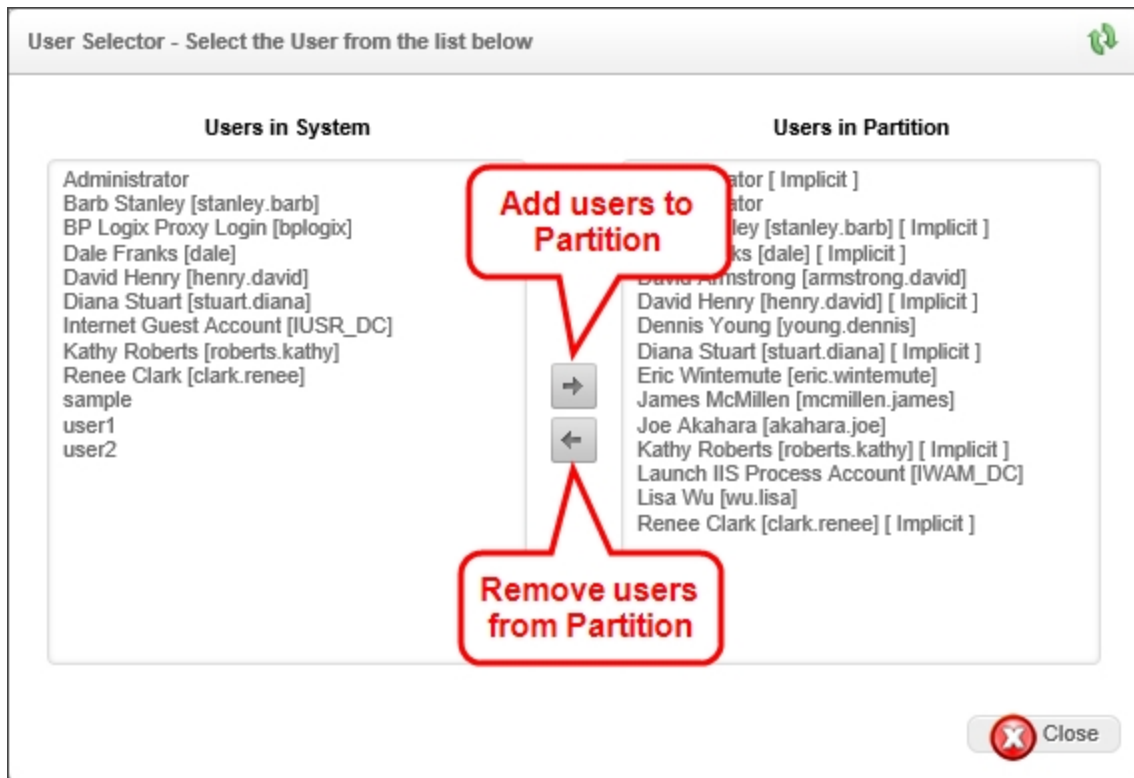 User Selector - Select the User from the list below
Users in System
Administrator
Barb Stanley [stanley.barb]
BP Logix Proxy Login [bplogix]
Dale Franks [dale]
David Henry [henry.david]
Diana Stuart [stuart.diana]
Internet Guest Account [IUSR_DC]
Kathy Roberts [roberts.kathy]
Renee Clark [clark.renee]
sample
user1
user2
Add users to
Partition
Remove users
from Partition
Users in Partition
ator [ Implicit ]
ator
ley [stanley.barb] [ Implicit ]
ks [dale] [ Implicit ]
David Armstrong [armstrong.david]
David Henry [henry.david] [ Implicit ]
Dennis Young [young.dennis]
Diana Stuart [stuart.diana] [ Implicit ]
Eric Wintemute [eric.wintemute]
James McMillen [mcmillen.james]
Joe Akahara [akahara.joe]
Kathy Roberts [roberts.kathy] [ Implicit ]
Launch IIS Process Account [IWAM_DC]
Lisa Wu [wu.lisa]
Renee Clark [clark.renee] [ Implicit ]
Close